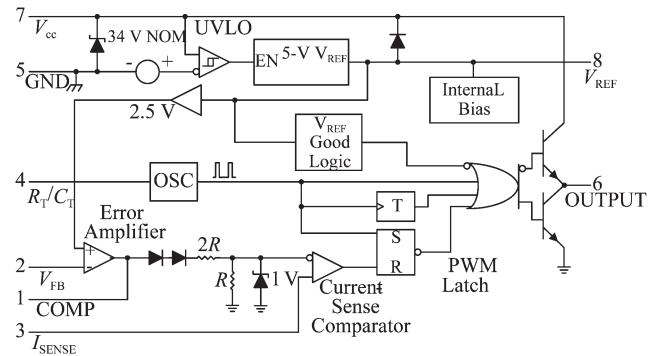 7
V_cc
34 V NOM
UVLO
5
GND
-
+
EN
5-V V_REF
8
V_REF
InternaL
Bias
2.5 V
V_REF
Good
Logic
4
R_T/C_T
OSC
T
6
OUTPUT
Error
Amplifier
+
-
2R
S
R
2
V_FB
R
1 V
PWM
Latch
1
COMP
Current
Sense
Comparator
3
I_SENSE